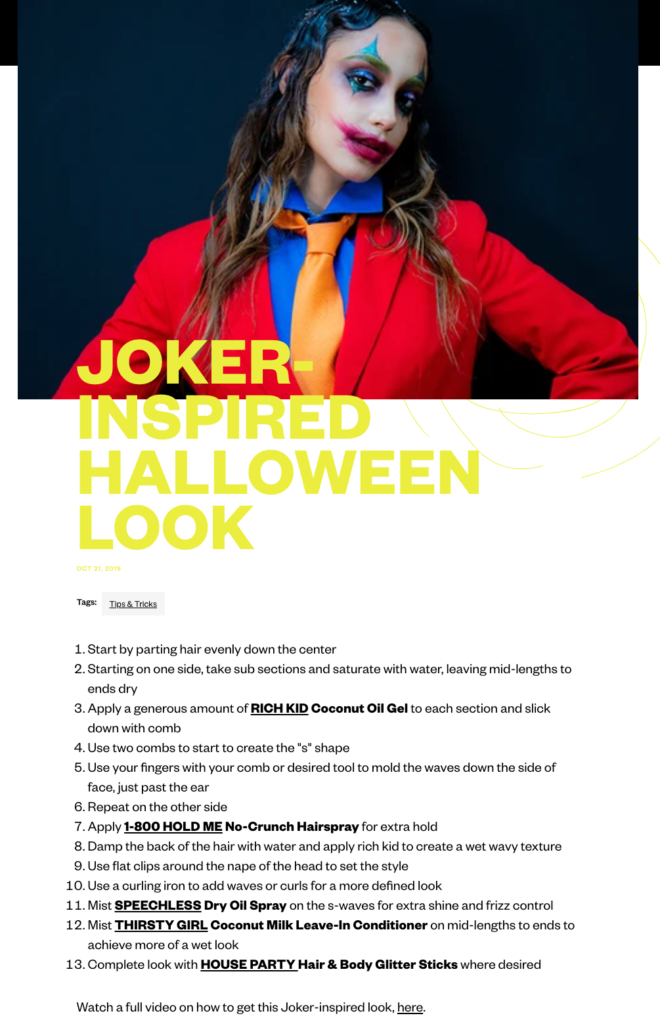 JOKER-
INSPIRED
HALLOWEEN
LOOK
OCT 21, 2019
Tags: Tips & Tricks
1. Start by parting hair evenly down the center
2. Starting on one side, take sub sections and saturate with water, leaving mid-lengths to
ends dry
3. Apply a generous amount of RICH KID Coconut Oil Gel to each section and slick
down with comb
4. Use two combs to start to create the "s" shape
5. Use your fingers with your comb or desired tool to mold the waves down the side of
face, just past the ear
6. Repeat on the other side
7. Apply 1-800 HOLD ME No-Crunch Hairspray for extra hold
8. Damp the back of the hair with water and apply rich kid to create a wet wavy texture
9. Use flat clips around the nape of the head to set the style
10. Use a curling iron to add waves or curls for a more defined look
11. Mist SPEECHLESS Dry Oil Spray on the s-waves for extra shine and frizz control
12. Mist THIRSTY GIRL Coconut Milk Leave-In Conditioner on mid-lengths to ends to
achieve more of a wet look
13. Complete look with HOUSE PARTY Hair & Body Glitter Sticks where desired
Watch a full video on how to get this Joker-inspired look, here.